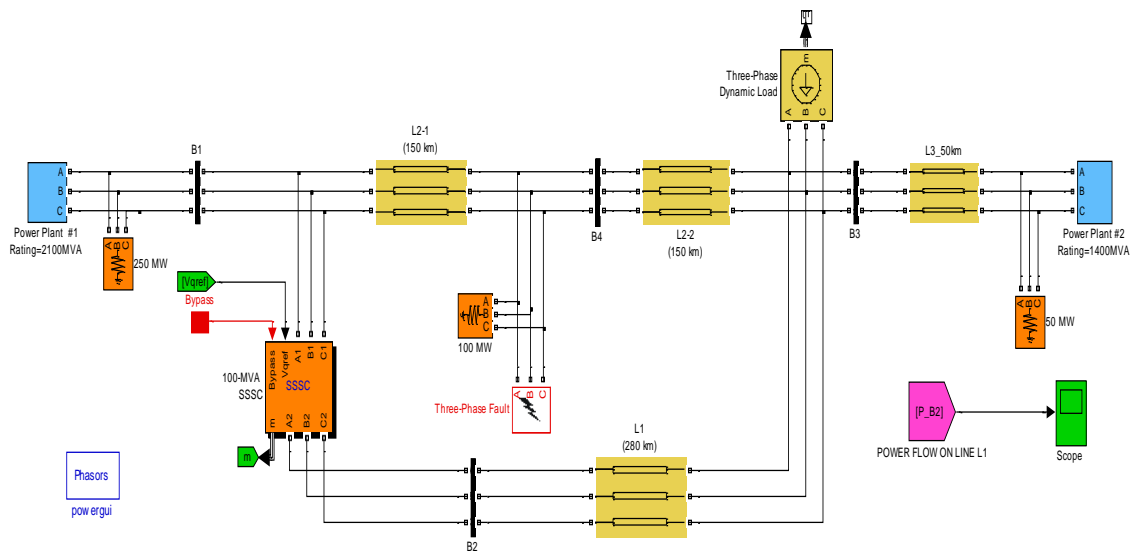 Three-Phase
Dynamic Load
E
A B C
B1
L2-1
(150 km)
L3_50km
A
B
C
Power Plant #1
Rating=2100MVA
A B C
250 MW
B4
L2-2
(150 km)
B3
A
B
C
Power Plant #2
Rating=1400MVA
A B C
50 MW
[Vqref]
Bypass
A
B
C
100 MW
100-MVA
SSSC
Bypass
Vqref
A1
B1
C1
SSSC
m
A2
B2
C2
m
A B C
Three-Phase Fault
[P_B2]
POWER FLOW ON LINE L1
Scope
L1
(280 km)
Phasors
powergui
B2